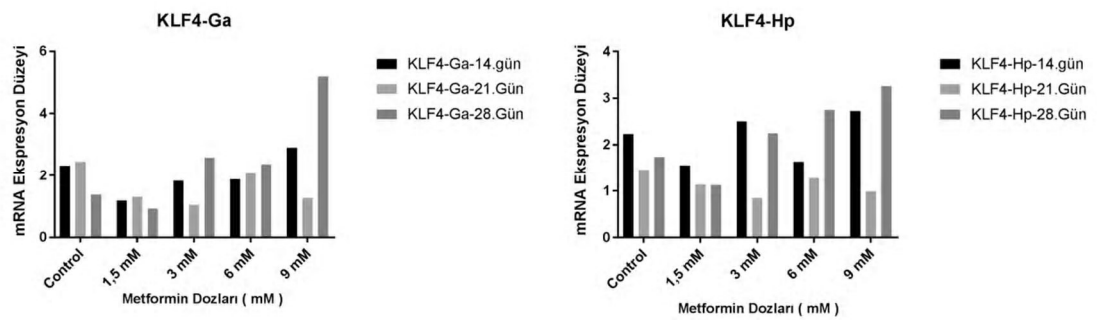 KLF4-Ga
mRNA Ekspresyon Düzeyi
6
4
2
0
Control
1,5 mM
3 mM
6 mM
9 mM
Metformin Dozları ( mM )
KLF4-Ga-14.gün
KLF4-Ga-21.Gün
KLF4-Ga-28.Gün
KLF4-Hp
mRNA Ekspresyon Düzeyi
4
3
2
1
0
Control
1,5 mM
3 mM
6 mM
9 mM
Metformin Dozları ( mM )
KLF4-Hp-14.gün
KLF4-Hp-21.Gün
KLF4-Hp-28.Gün